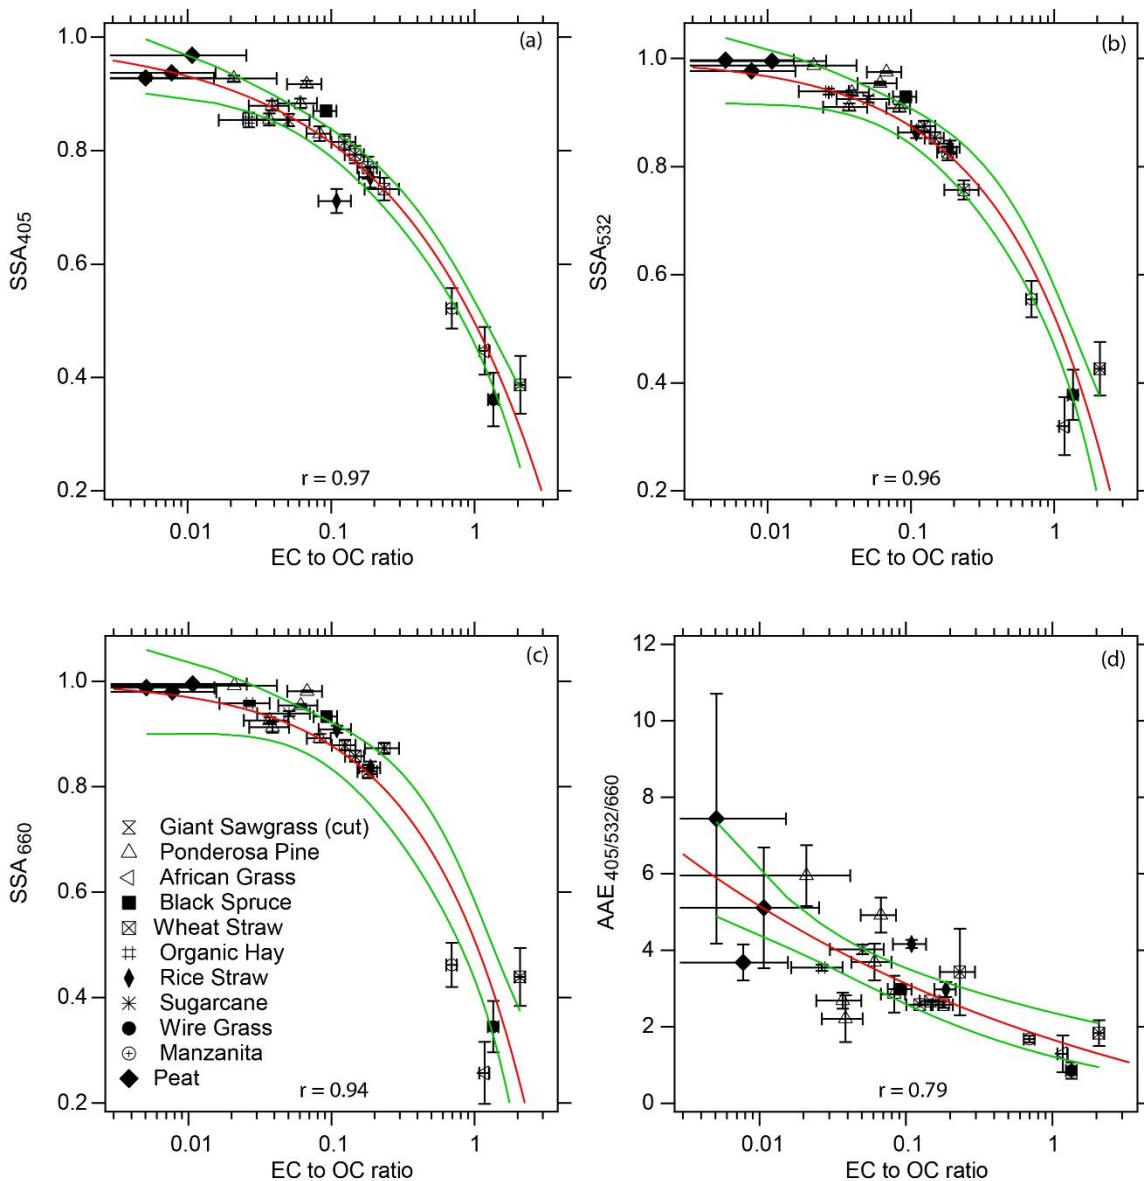 (a)
1.0
0.8
0.6
0.4
0.2
SSA405
r = 0.97
0.01 0.1 1
EC to OC ratio
(b)
1.0
0.8
0.6
0.4
0.2
SSA532
r = 0.96
0.01 0.1 1
EC to OC ratio
(c)
1.0
0.8
0.6
0.4
0.2
SSA660
Giant Sawgrass (cut)
Ponderosa Pine
African Grass
Black Spruce
Wheat Straw
Organic Hay
Rice Straw
Sugarcane
Wire Grass
Manzanita
Peat
r = 0.94
0.01 0.1 1
EC to OC ratio
(d)
12
10
8
6
4
2
0
AAE405/532/660
r = 0.79
0.01 0.1 1
EC to OC ratio